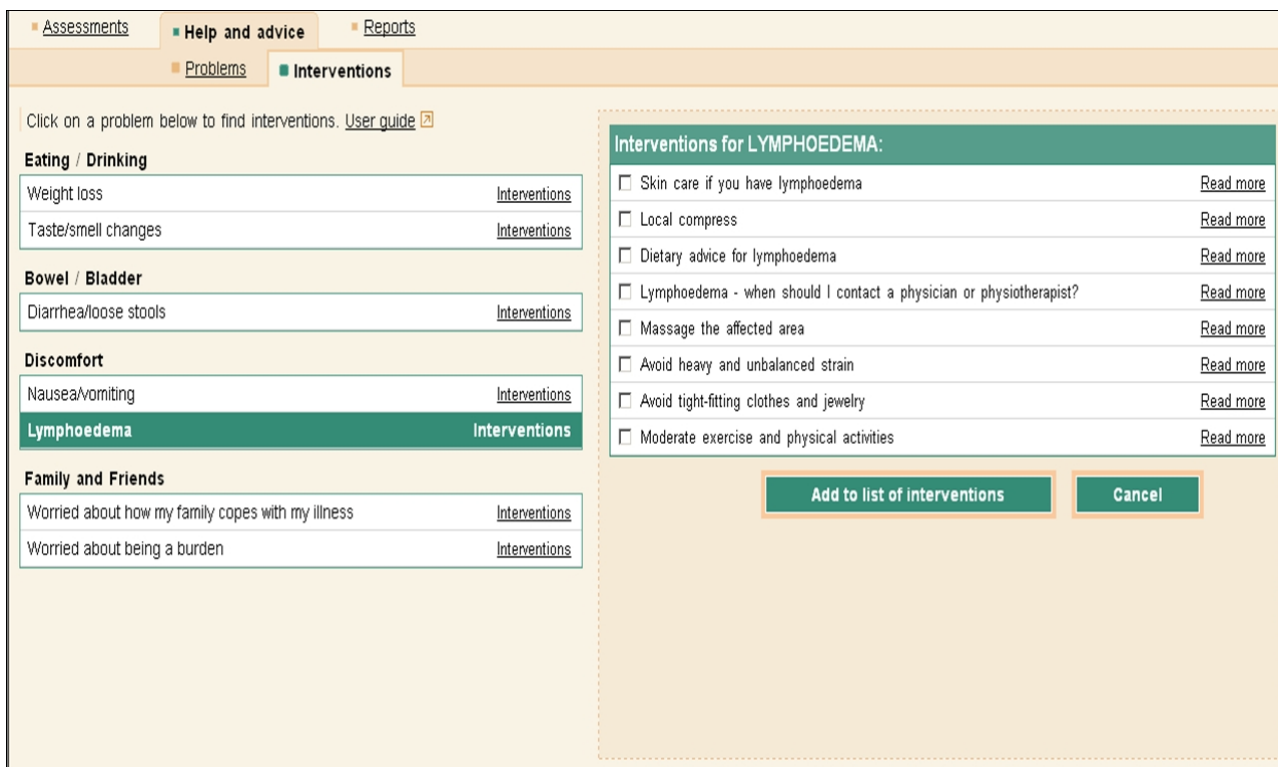 Assessments Help and advice Reports
Problems Interventions
Click on a problem below to find interventions. User guide
Eating / Drinking
Weight loss Interventions
Taste/smell changes Interventions
Bowel / Bladder
Diarrhea/loose stools Interventions
Discomfort
Nausea/vomiting Interventions
Lymphoedema Interventions
Family and Friends
Worried about how my family copes with my illness Interventions
Worried about being a burden Interventions
Interventions for LYMPHOEDEMA:
Skin care if you have lymphoedema Read more
Local compress Read more
Dietary advice for lymphoedema Read more
Lymphoedema - when should I contact a physician or physiotherapist? Read more
Massage the affected area Read more
Avoid heavy and unbalanced strain Read more
Avoid tight-fitting clothes and jewelry Read more
Moderate exercise and physical activities Read more
Add to list of interventions Cancel